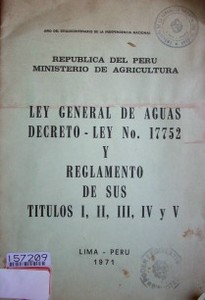 AÑO DEL SESQUICENTENARIO DE LA INDEPENDENCIA NACIONAL
REPUBLICA DEL PERU
MINISTERIO DE AGRICULTURA
LEY GENERAL DE AGUAS
DECRETO - LEY No. 17752
Y
REGLAMENTO
DE SUS
TITULOS I, II, III, IV y V
157209
LIMA - PERU
1971